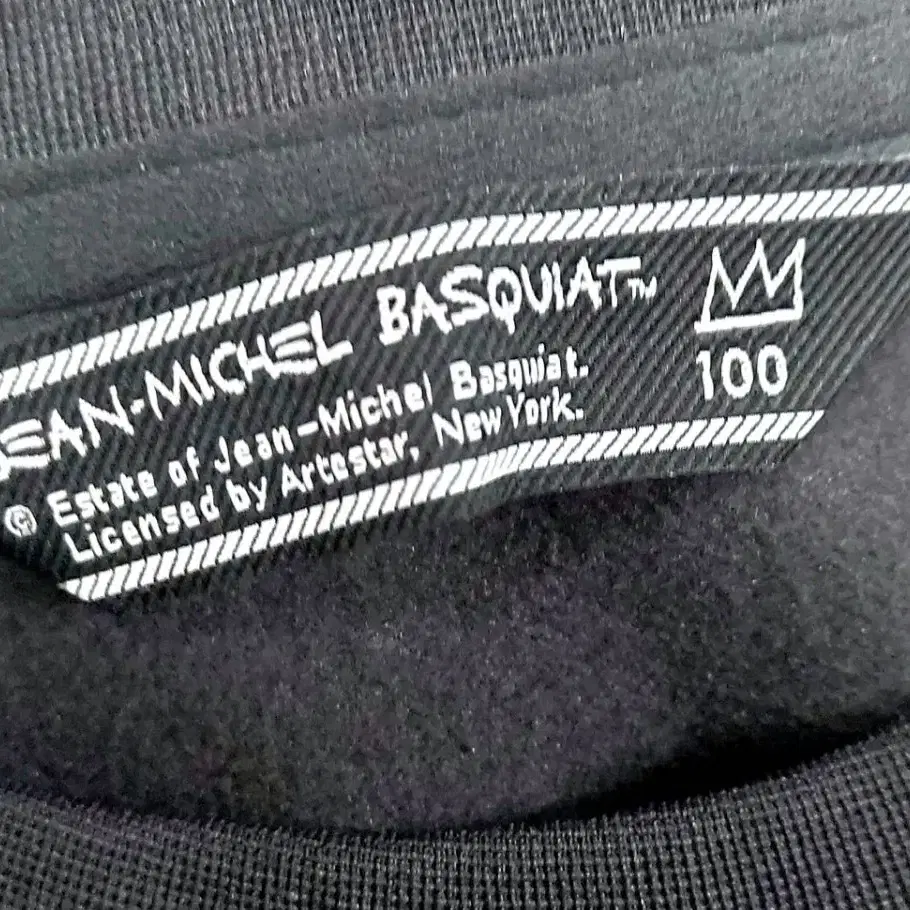 JEAN-MICHEL BASQUIAT™
© Estate of Jean-Michel Basquiat.
Licensed by Artestar, New York.
100